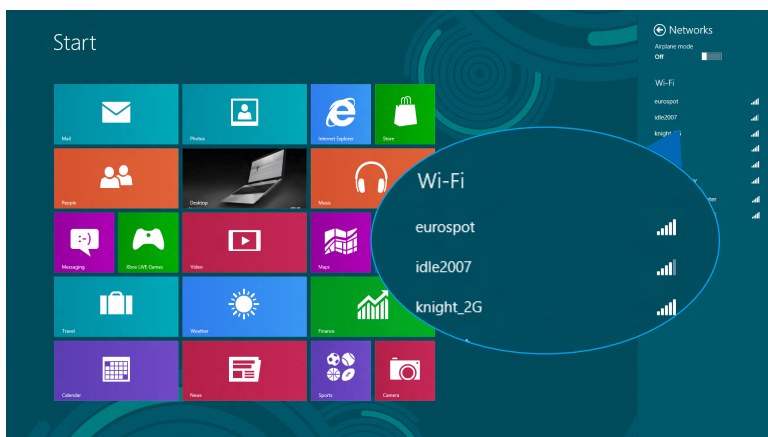 Start
Mail
Photos
Internet Explorer
Store
People
Desktop
Music
Messaging
Xbox LIVE Games
Video
Maps
Travel
Weather
Finance
Calendar
News
Sports
Camera
Networks
Airplane mode
Off
Wi-Fi
eurospot
idle2007
Wi-Fi
eurospot
idle2007
knight_2G